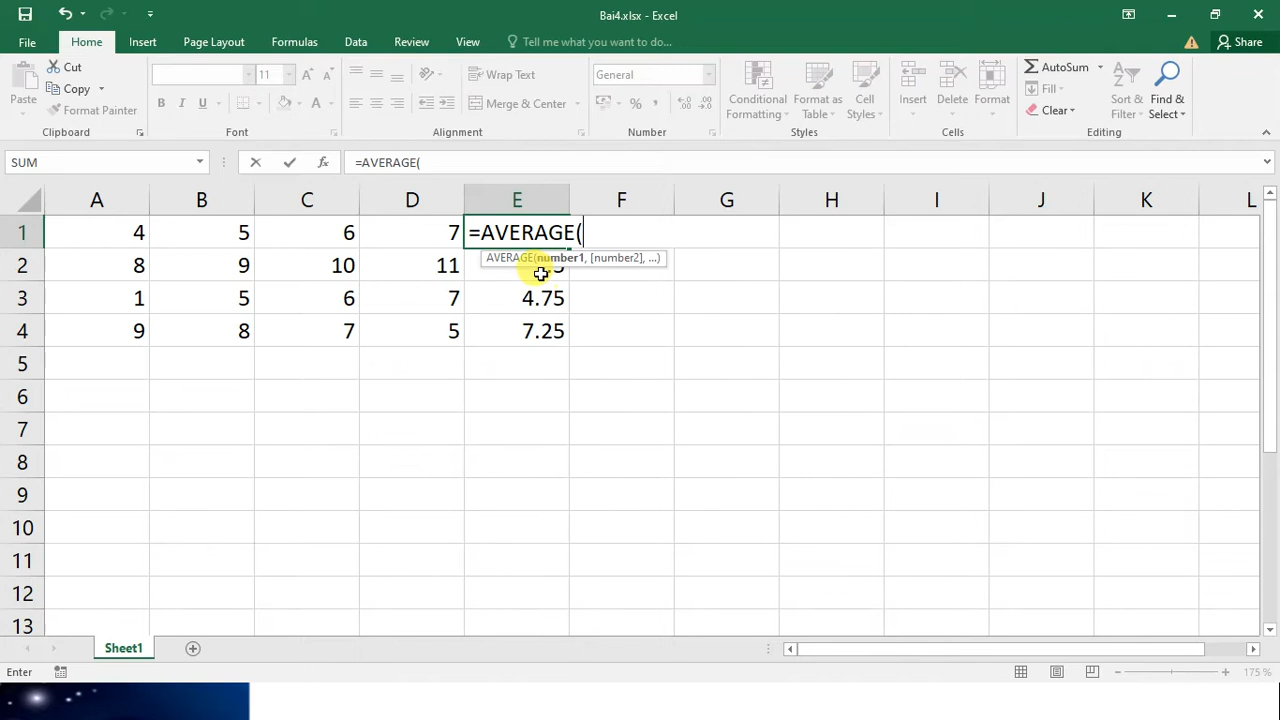 Bai4.xlsx - Excel
File Home Insert Page Layout Formulas Data Review View Tell me what you want to do... Share
Paste Cut Copy Format Painter Clipboard
11 B I U A A A Font
Wrap Text Merge & Center Alignment
General % , Number
Conditional Formatting Format as Table Cell Styles Styles
Insert Delete Format Cells
AutoSum Fill Clear Sort & Filter Find & Select Editing
SUM fx =AVERAGE(
A B C D E F G H I J K L
1 4 5 6 7 =AVERAGE(
AVERAGE(number1, [number2], ...)
2 8 9 10 11
3 1 5 6 7 4.75
4 9 8 7 5 7.25
5
6
7
8
9
10
11
12
13
Sheet1
Enter 175 %